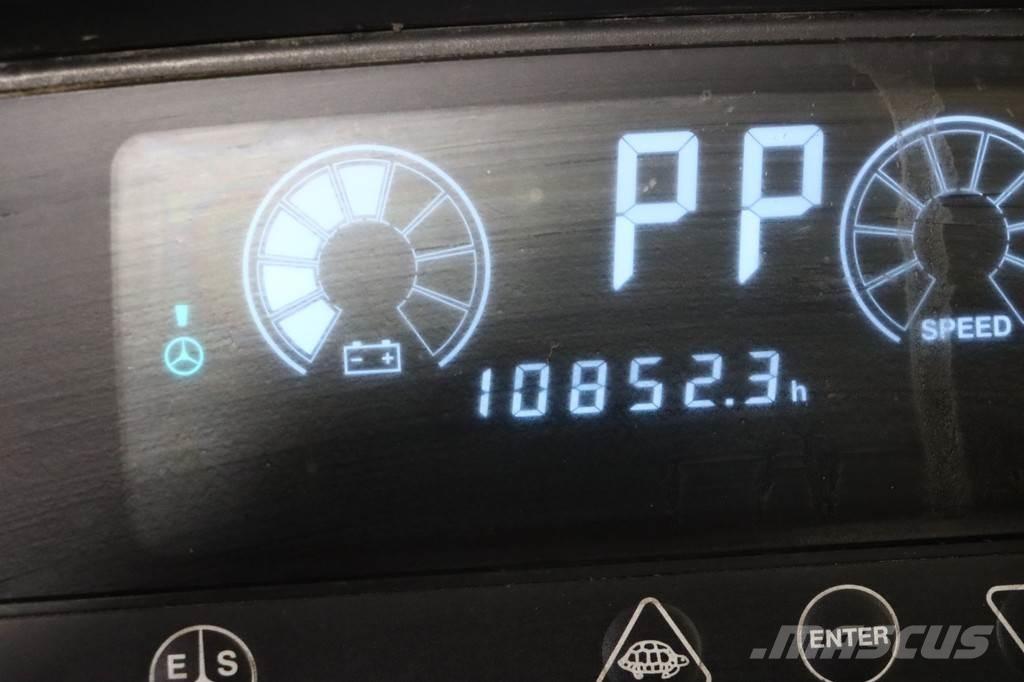 PP
SPEED
10852.3h
E S
ENTER
MASCUS